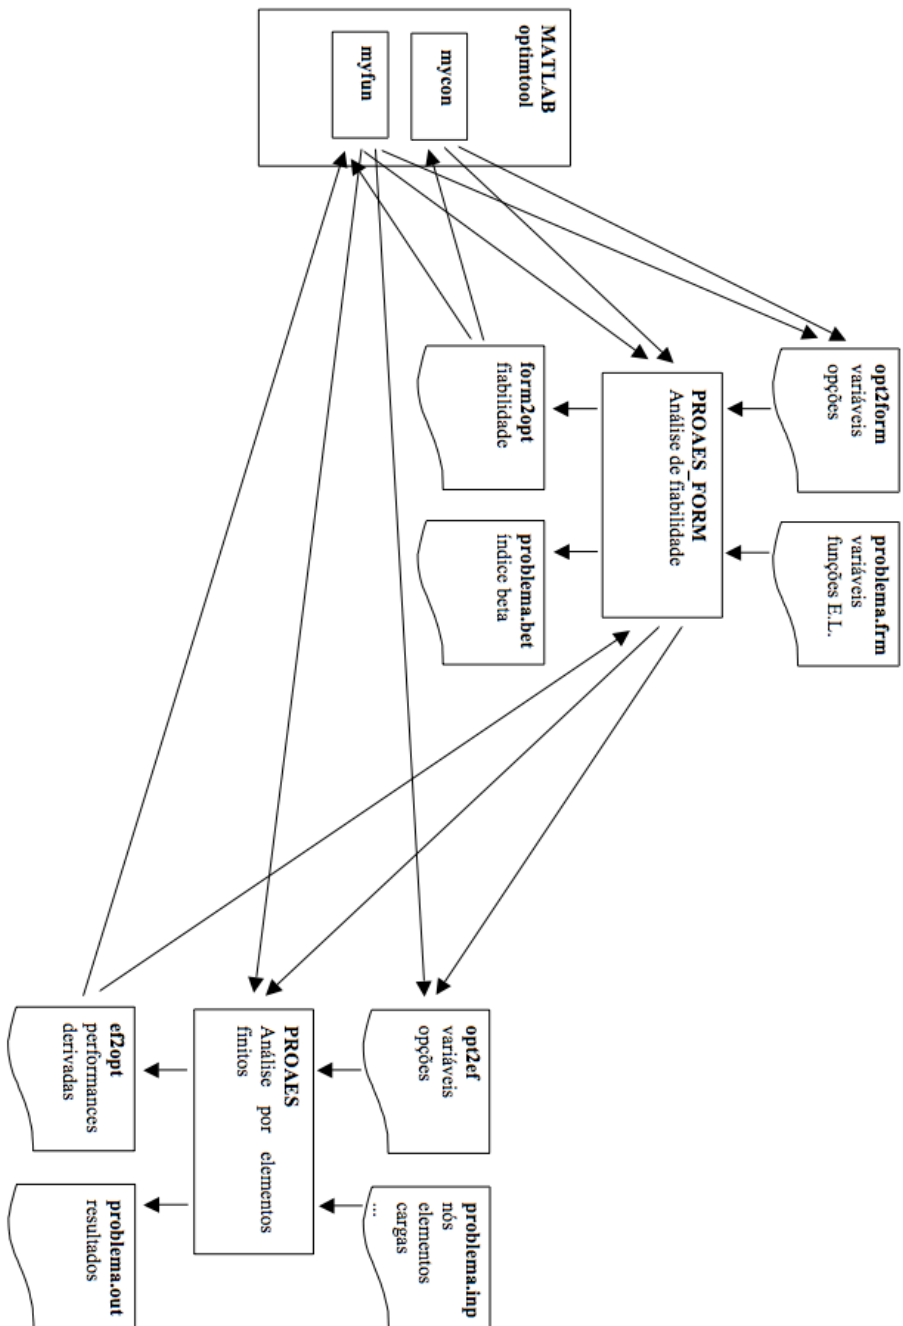 MATLAB
optimtool
mycon
myfun
opt2form
variáveis
opções
problema.frm
variáveis
funções E.L.
PROAES_FORM
Análise de fiabilidade
form2opt
fiabilidade
problema.bet
índice beta
opt2ef
variáveis
opções
problema.inp
nós
elementos
cargas
...
PROAES
Análise por elementos
finitos
ef2opt
performances
derivadas
problema.out
resultados